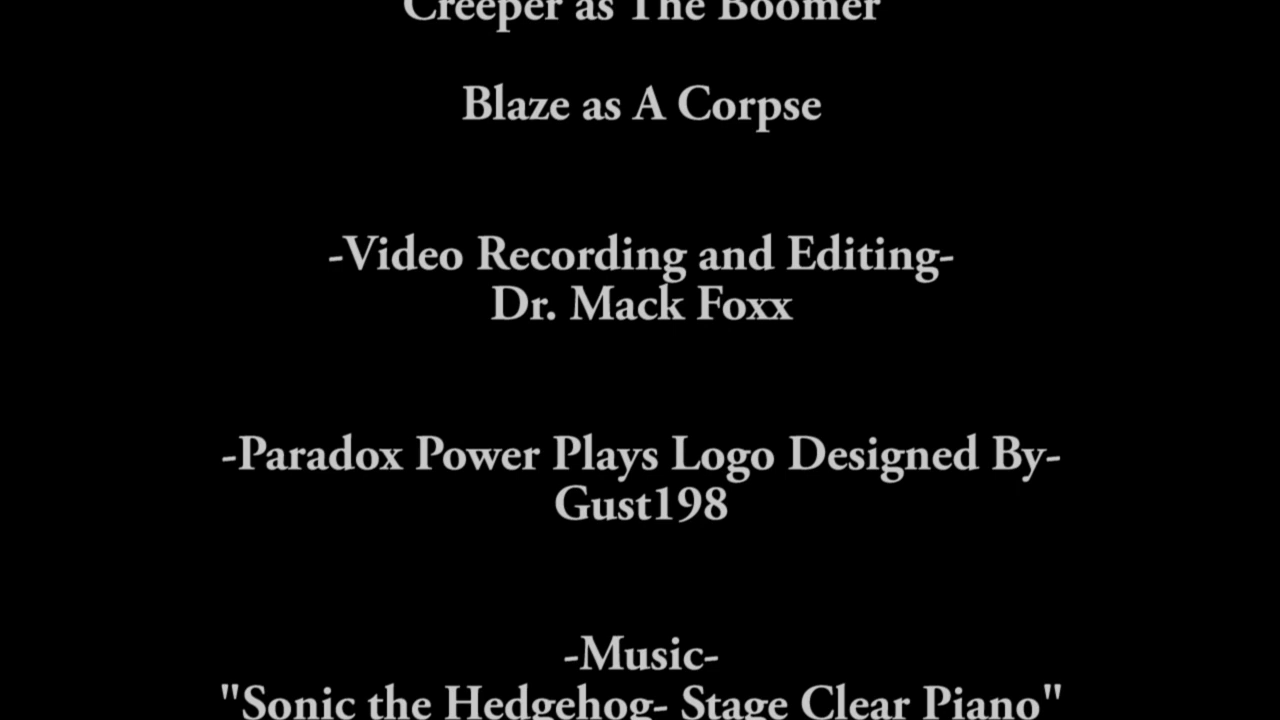 Creeper as The Boomer
Blaze as A Corpse
-Video Recording and Editing-
Dr. Mack Foxx
-Paradox Power Plays Logo Designed By-
Gust198
-Music-
"Sonic the Hedgehog- Stage Clear Piano"